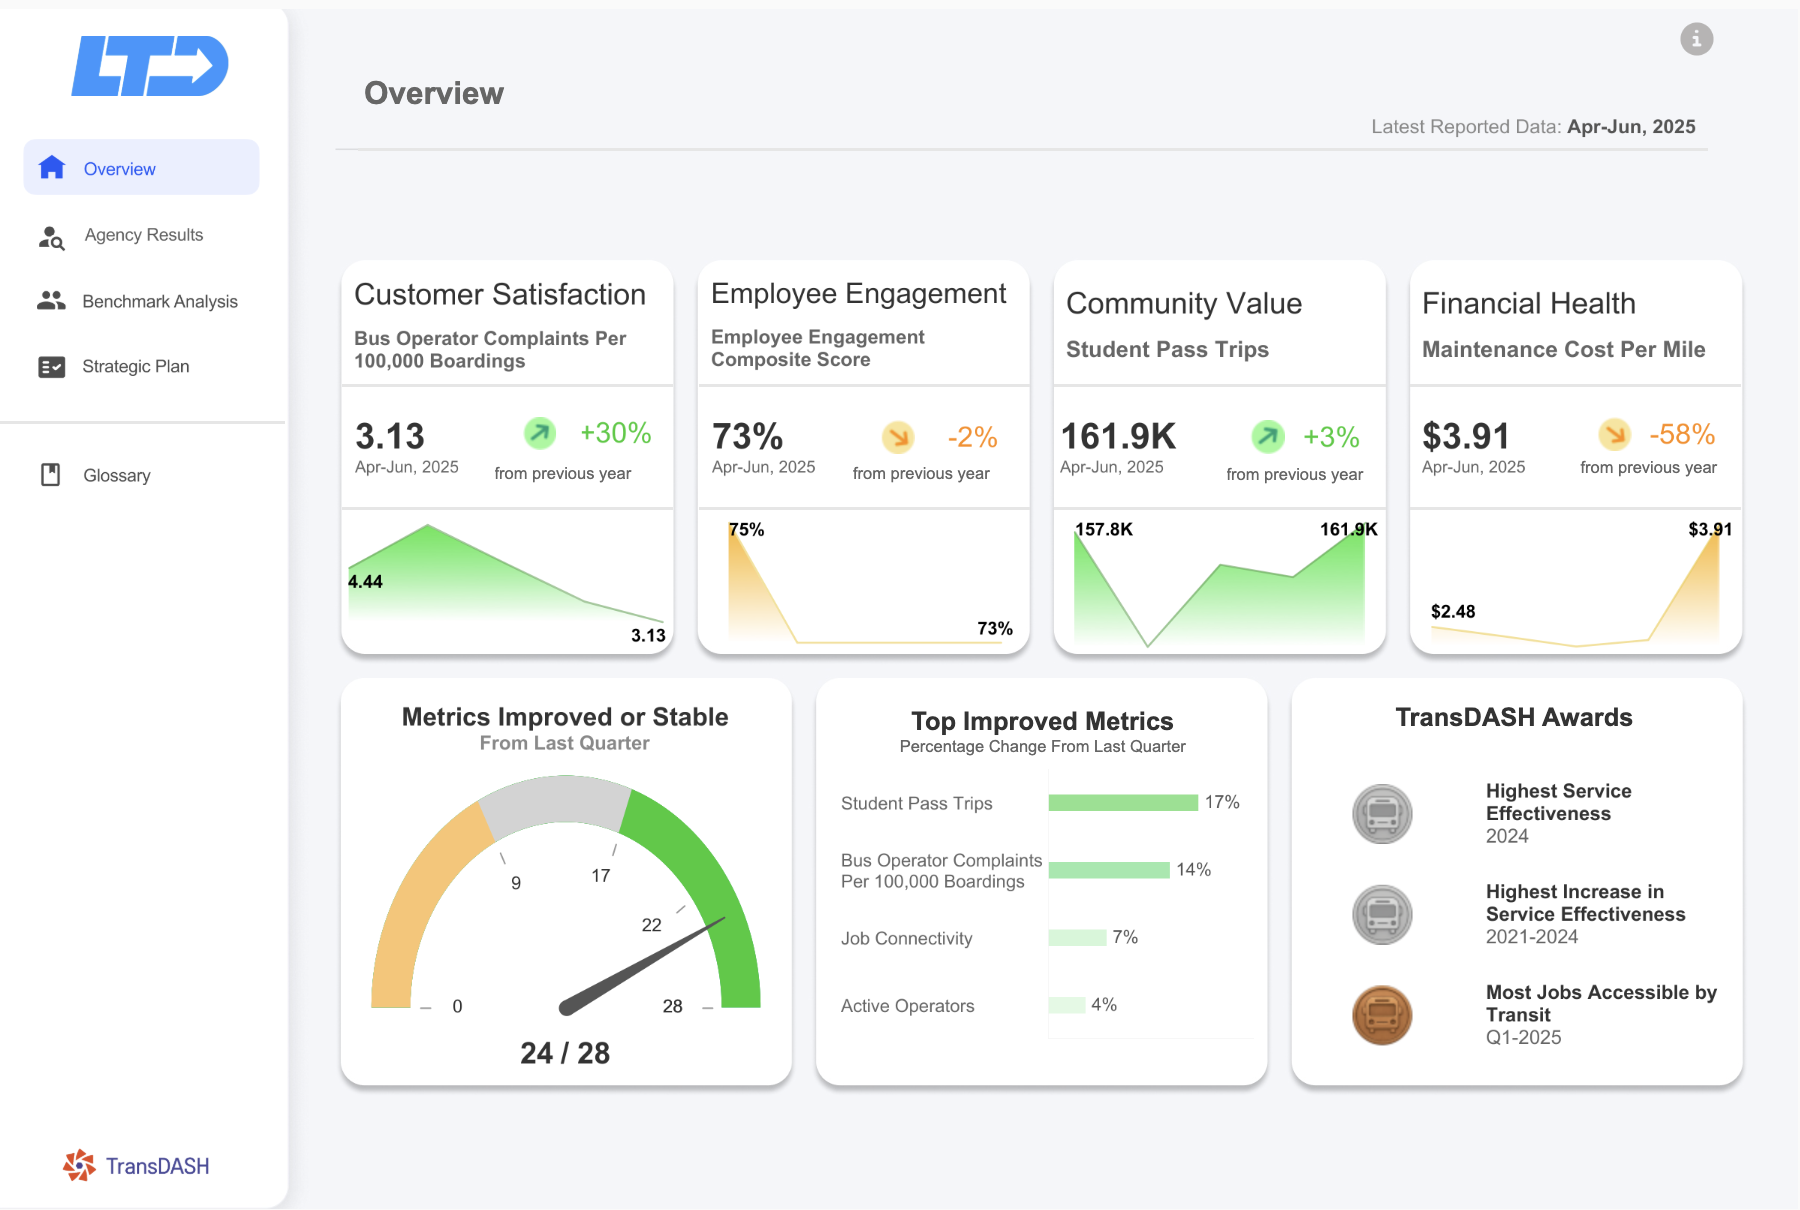 LTD
Overview
Latest Reported Data: Apr-Jun, 2025
Overview
Agency Results
Benchmark Analysis
Strategic Plan
Glossary
Customer Satisfaction
Bus Operator Complaints Per
100,000 Boardings
3.13
Apr-Jun, 2025
+30%
from previous year
4.44
3.13
Employee Engagement
Employee Engagement
Composite Score
73%
Apr-Jun, 2025
-2%
from previous year
75%
73%
Community Value
Student Pass Trips
161.9K
Apr-Jun, 2025
+3%
from previous year
157.8K
161.9K
Financial Health
Maintenance Cost Per Mile
$3.91
Apr-Jun, 2025
-58%
from previous year
$2.48
$3.91
Metrics Improved or Stable
From Last Quarter
0
9
17
22
28
24 / 28
Top Improved Metrics
Percentage Change From Last Quarter
Student Pass Trips
17%
Bus Operator Complaints
Per 100,000 Boardings
14%
Job Connectivity
7%
Active Operators
4%
TransDASH Awards
Highest Service
Effectiveness
2024
Highest Increase in
Service Effectiveness
2021-2024
Most Jobs Accessible by
Transit
Q1-2025
TransDASH